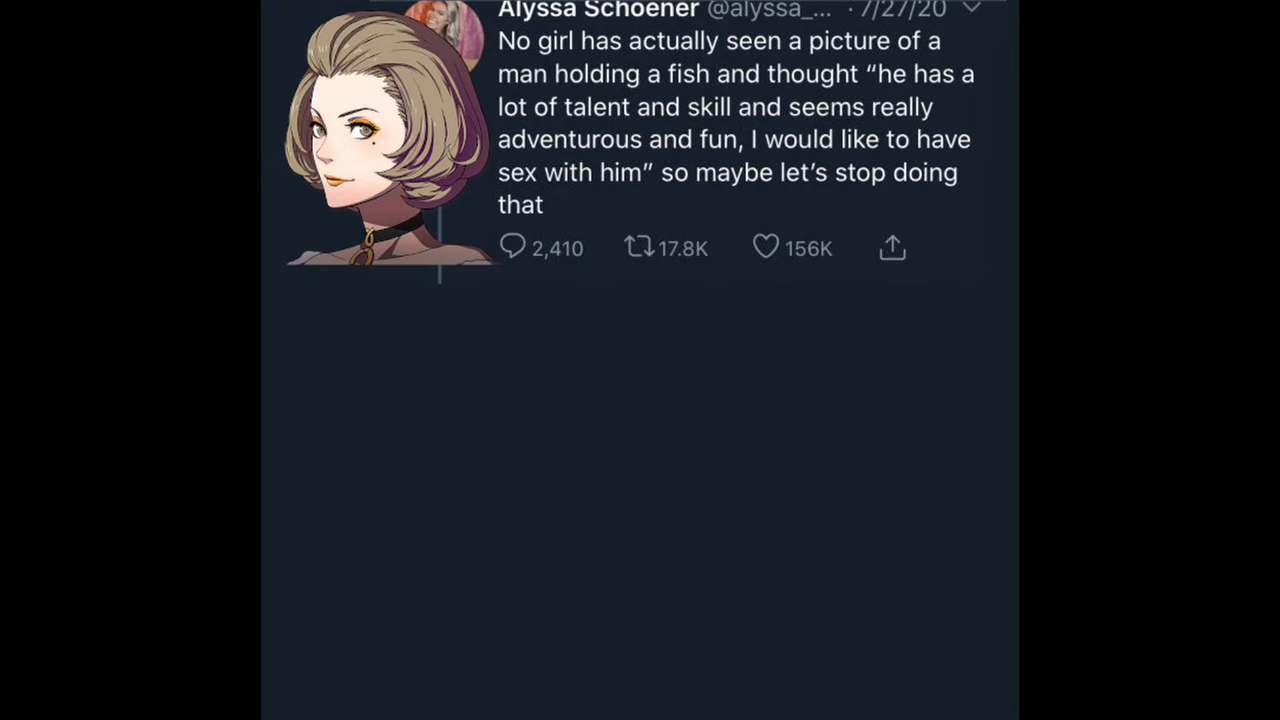 Alyssa Schoener @alyssa_... · 7/27/20
No girl has actually seen a picture of a
man holding a fish and thought “he has a
lot of talent and skill and seems really
adventurous and fun, I would like to have
sex with him” so maybe let’s stop doing
that
2,410 17.8K 156K